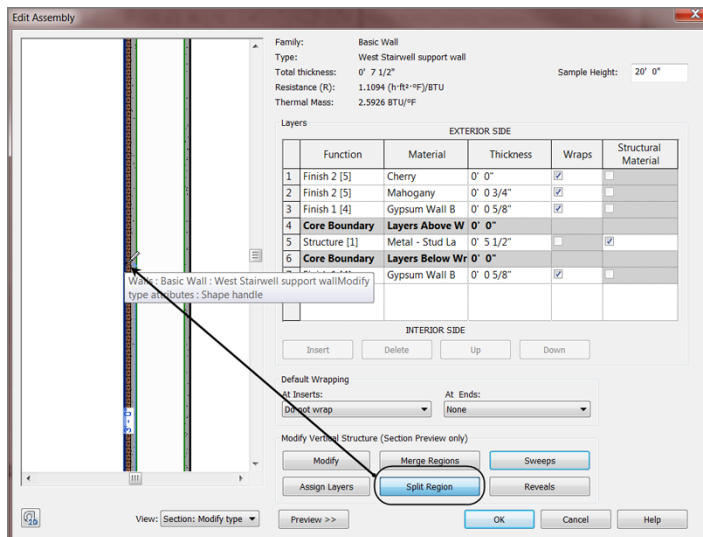 Edit Assembly
Family: Basic Wall
Type: West Stairwell support wall
Total thickness: 0' 7 1/2" Sample Height: 20' 0"
Resistance (R): 1.1094 (h·ft²·°F)/BTU
Thermal Mass: 2.5926 BTU/°F
Layers
EXTERIOR SIDE
Function Material Thickness Wraps Structural Material
1 Finish 2 [5] Cherry 0' 0"
2 Finish 2 [5] Mahogany 0' 0 3/4"
3 Finish 1 [4] Gypsum Wall B 0' 0 5/8"
4 Core Boundary Layers Above W 0' 0"
5 Structure [1] Metal - Stud La 0' 5 1/2"
6 Core Boundary Layers Below Wr 0' 0"
Gypsum Wall B 0' 0 5/8"
Walls : Basic Wall : West Stairwell support wallModify
type attributes : Shape handle
INTERIOR SIDE
Insert Delete Up Down
Default Wrapping
At Inserts: At Ends:
Do not wrap None
3' - 0"
Modify Vertical Structure (Section Preview only)
Modify Merge Regions Sweeps
Assign Layers Split Region Reveals
View: Section: Modify type Preview >> OK Cancel Help